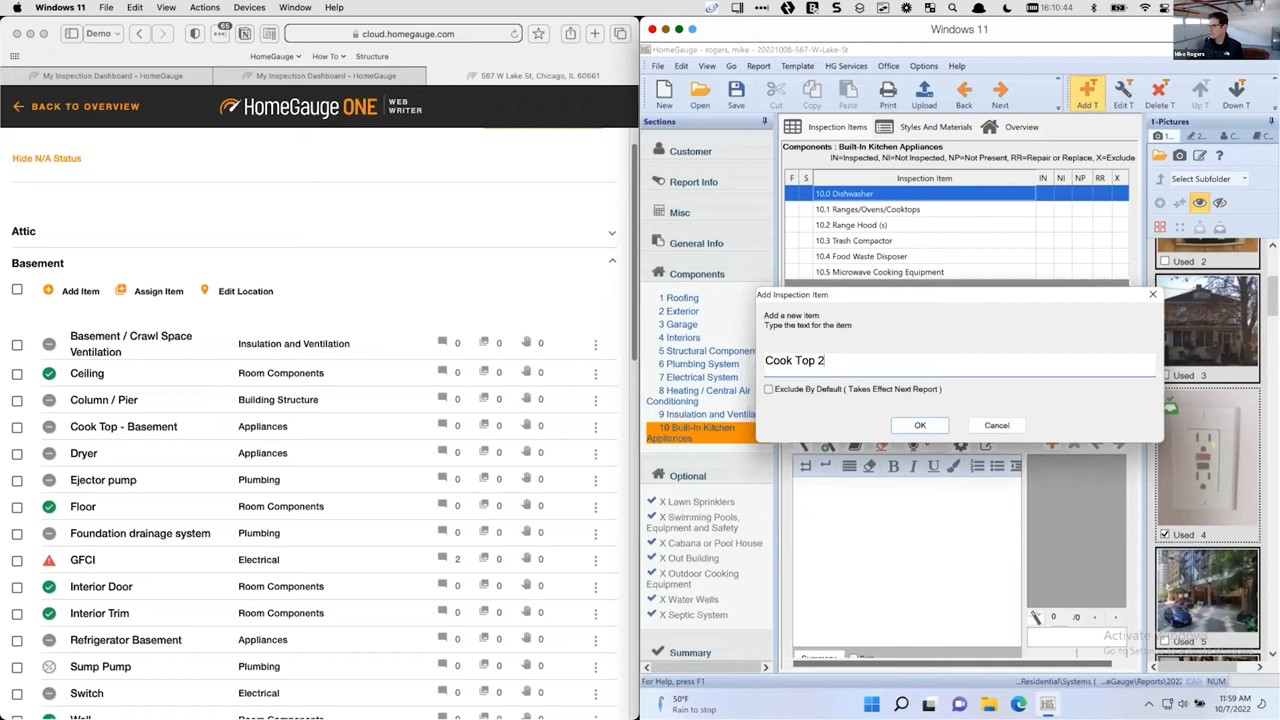 Windows 11 File Edit View Actions Devices Window Help 16:10:44
Mike Rogers
Demo 65 cloud.homegauge.com
HomeGauge How To Structure
My Inspection Dashboard – HomeGauge My Inspection Dashboard – HomeGauge 567 W Lake St, Chicago, IL 60661
BACK TO OVERVIEW HomeGauge ONE WEB WRITER
Hide N/A Status
Attic
Basement
Add Item Assign Item Edit Location
Basement / Crawl Space Ventilation Insulation and Ventilation 0 0 0
Ceiling Room Components 0 0 0
Column / Pier Building Structure 0 0 0
Cook Top - Basement Appliances 0 0 0
Dryer Appliances 0 0 0
Ejector pump Plumbing 0 0 0
Floor Room Components 0 0 0
Foundation drainage system Plumbing 0 0 0
GFCI Electrical 2 0 0
Interior Door Room Components 0 0 0
Interior Trim Room Components 0 0 0
Refrigerator Basement Appliances 0 0 0
Sump Pump Plumbing 0 0 0
Switch Electrical 0 0 0
Windows 11
HomeGauge - rogers, mike - 20221008-567-W-Lake-St
File Edit View Go Report Template HG Services Office Options Help
New Open Save Cut Copy Paste Print Upload Back Next Add T Edit T Delete T Up T Down T
Sections
Customer
Report Info
Misc
General Info
Components
1 Roofing
2 Exterior
3 Garage
4 Interiors
5 Structural Component
6 Plumbing System
7 Electrical System
8 Heating / Central Air
Conditioning
9 Insulation and Ventila
10 Built-In Kitchen
Appliances
Optional
X Lawn Sprinklers
X Swimming Pools,
Equipment and Safety
X Cabana or Pool House
X Out Building
X Outdoor Cooking
Equipment
X Water Wells
X Septic System
Summary
Inspection Items Styles And Materials Overview
Components : Built-In Kitchen Appliances
IN=Inspected, NI=Not Inspected, NP=Not Present, RR=Repair or Replace, X=Exclude
F S Inspection Item IN NI NP RR X
10.0 Dishwasher
10.1 Ranges/Ovens/Cooktops
10.2 Range Hood (s)
10.3 Trash Compactor
10.4 Food Waste Disposer
10.5 Microwave Cooking Equipment
Add Inspection Item
Add a new item
Type the text for the item
Cook Top 2
Exclude By Default ( Takes Effect Next Report )
OK Cancel
B I U
0 /0
1-Pictures
Select Subfolder
Used 2
Used 3
Used 4
Used 5
Activate Windows
For Help, press F1 ...Residential\Systems ( ...eGauge\Reports\202 NUM
50°F
Rain to stop
11:59 AM
10/7/2022